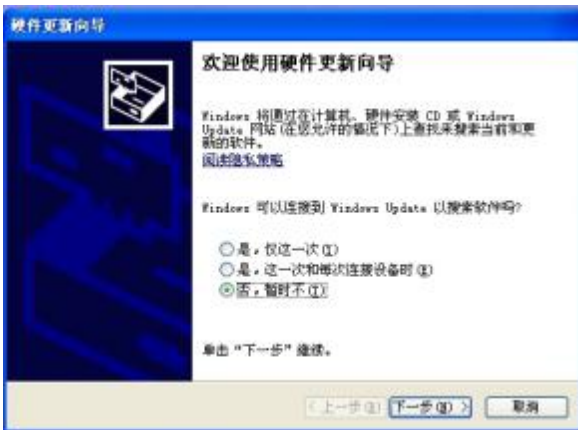 硬件更新向导
欢迎使用硬件更新向导
Windows 将通过在计算机、硬件安装 CD 或 Windows
Update 网站(在您允许的情况下)上查找来搜索当前和更
新的软件。
阅读隐私策略
Windows 可以连接到 Windows Update 以搜索软件吗?
是，仅这一次(Y)
是，这一次和每次连接设备时(E)
否，暂时不(T)
单击“下一步”继续。
< 上一步(B)
下一步(N) >
取消